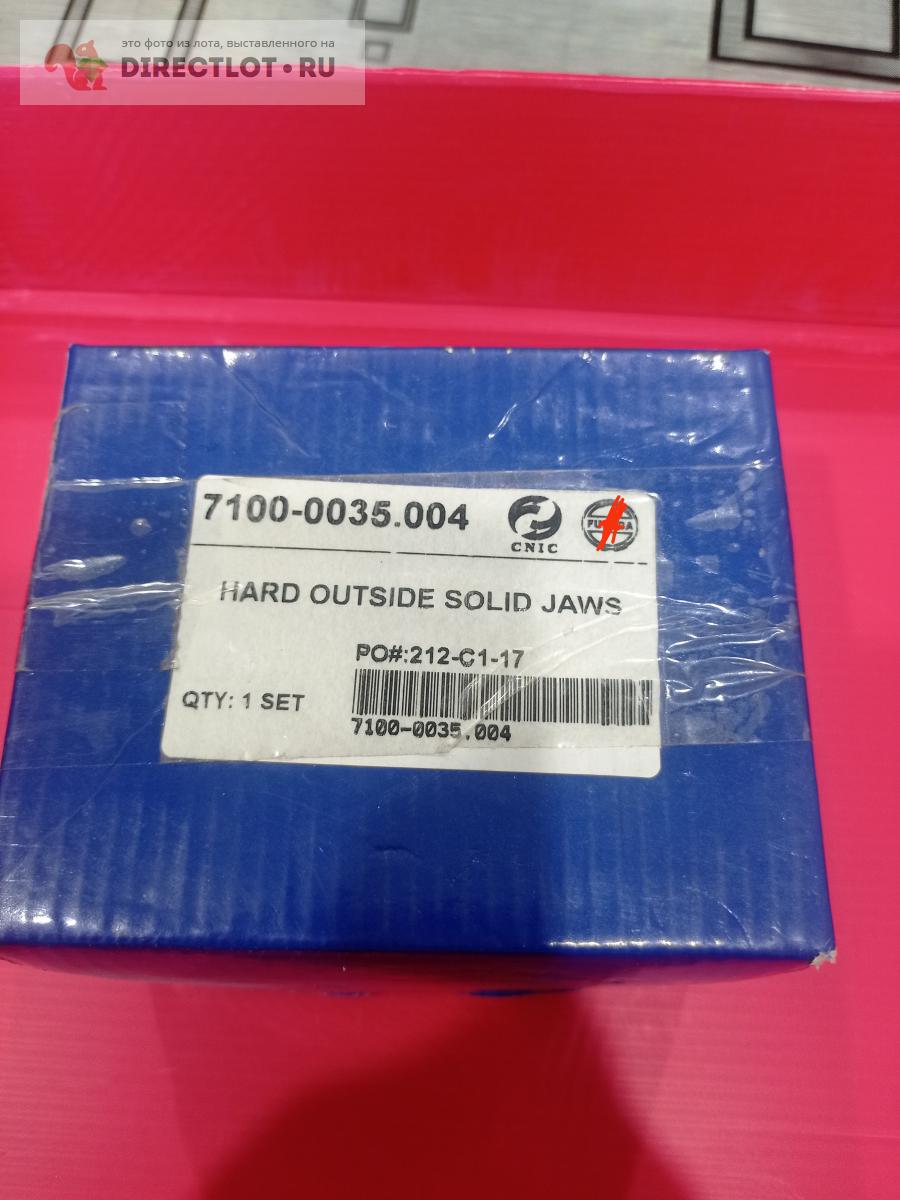 это фото из лота, выставленного на
DIRECTLOT.RU
7100-0035.004
CNIC
HARD OUTSIDE SOLID JAWS
PO#:212-C1-17
QTY: 1 SET
7100-0035.004